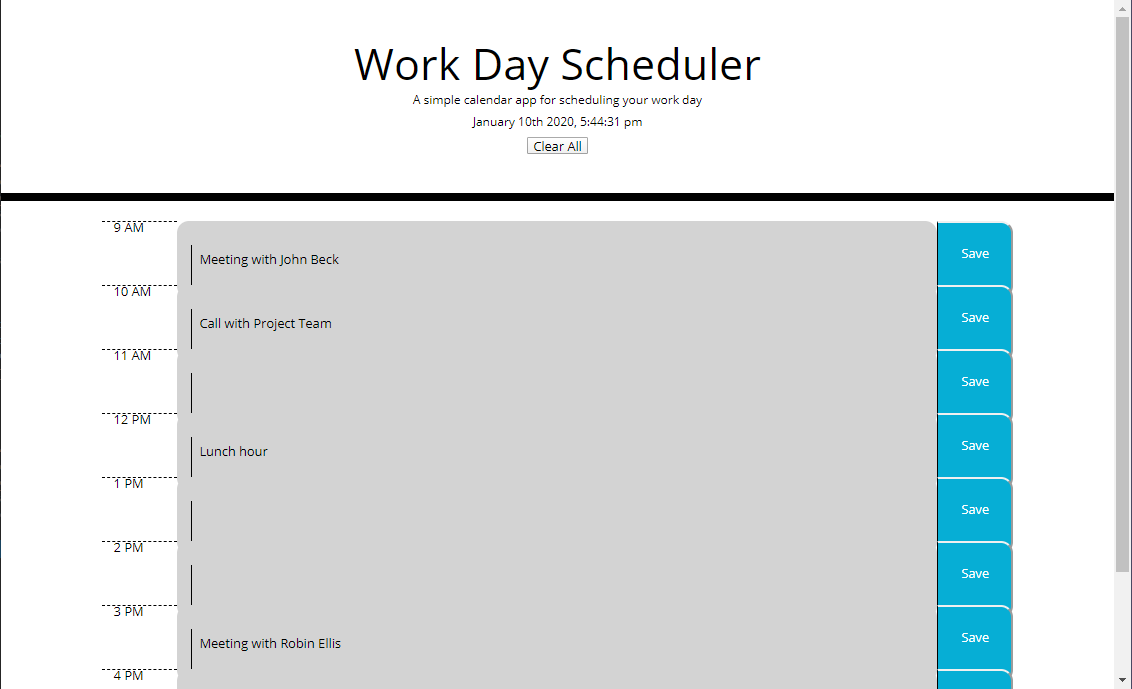 Work Day Scheduler
A simple calendar app for scheduling your work day
January 10th 2020, 5:44:31 pm
Clear All
9 AM
Meeting with John Beck
Save
10 AM
Call with Project Team
Save
11 AM
Save
12 PM
Lunch hour
Save
1 PM
Save
2 PM
Save
3 PM
Meeting with Robin Ellis
Save
4 PM